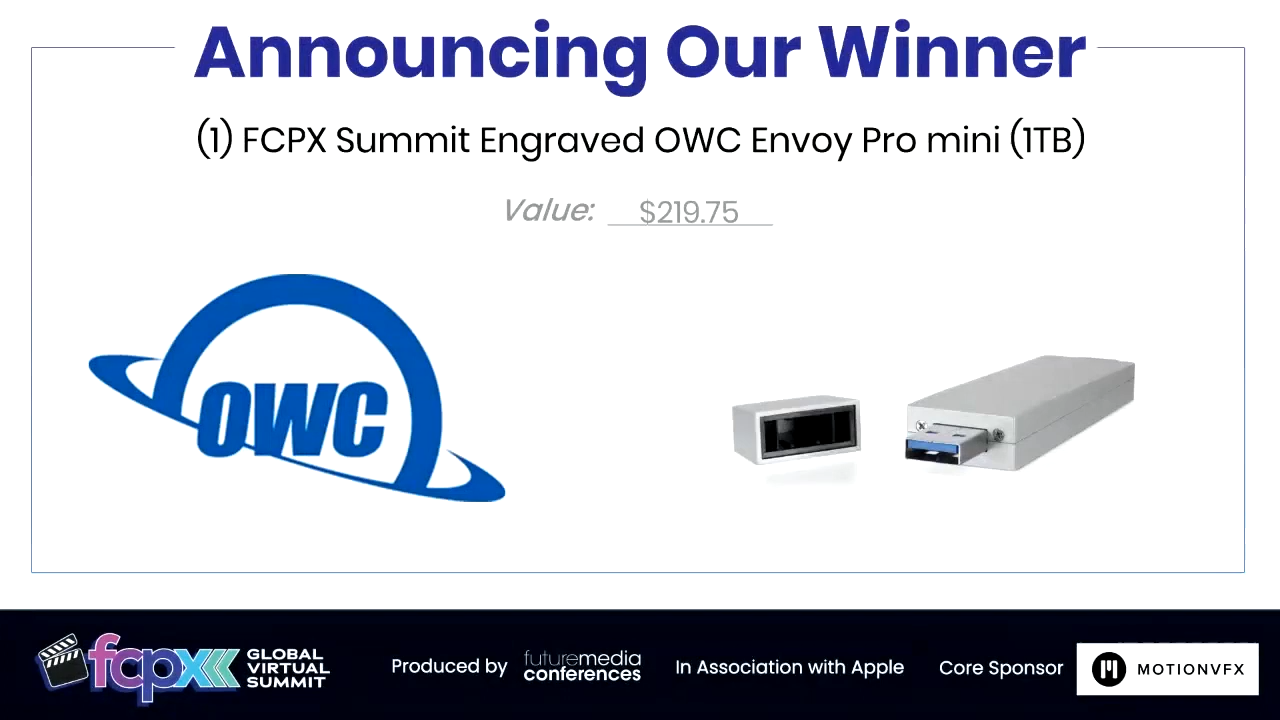 Announcing Our Winner
(1) FCPX Summit Engraved OWC Envoy Pro mini (1TB)
Value: $219.75
OWC
fcpx GLOBAL
VIRTUAL
SUMMIT
Produced by
futuremedia
conferences
In Association with Apple
Core Sponsor
MOTIONVFX